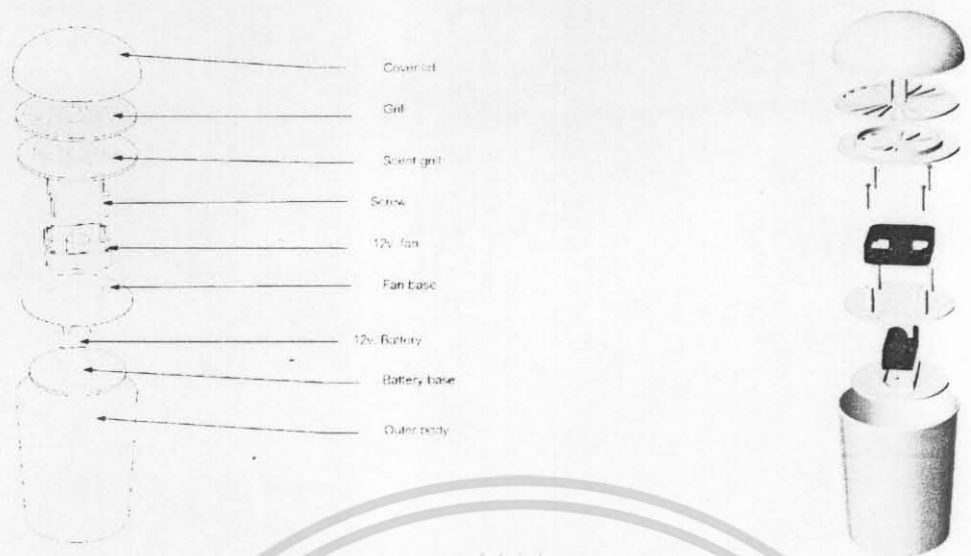 Cover lid
Grill
Scent grill
Screw
12v. fan
Fan base
12v. Battery
Battery base
Outer body